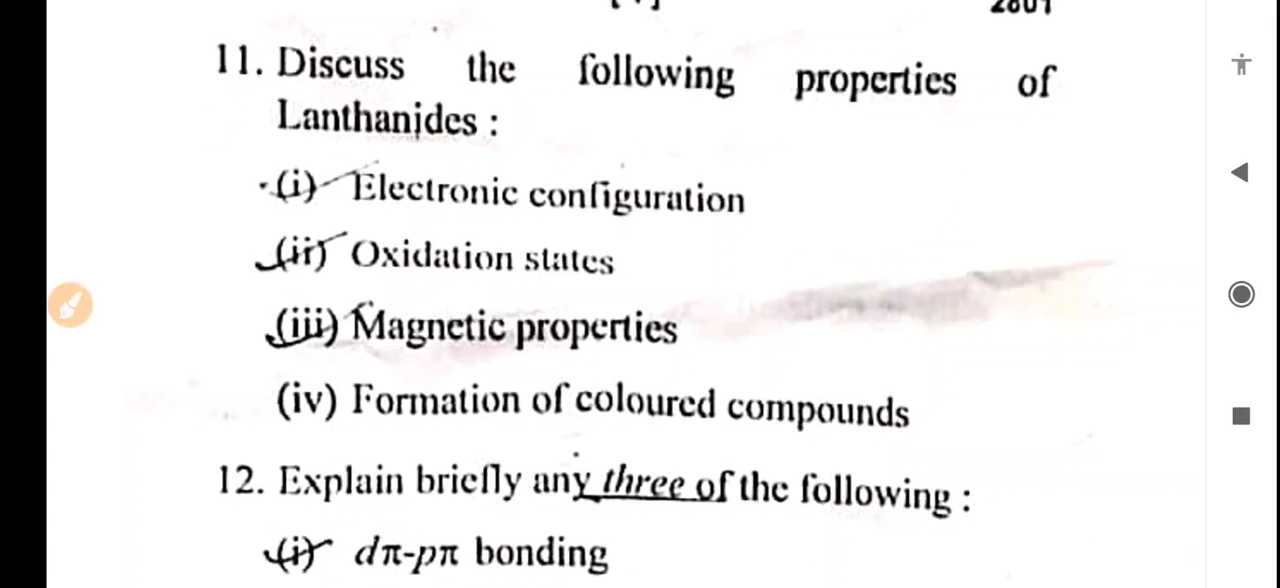 11. Discuss the following properties of
Lanthanides :
(i) Electronic configuration
(ii) Oxidation states
(iii) Magnetic properties
(iv) Formation of coloured compounds
12. Explain briefly any three of the following :
(i) dπ-pπ bonding